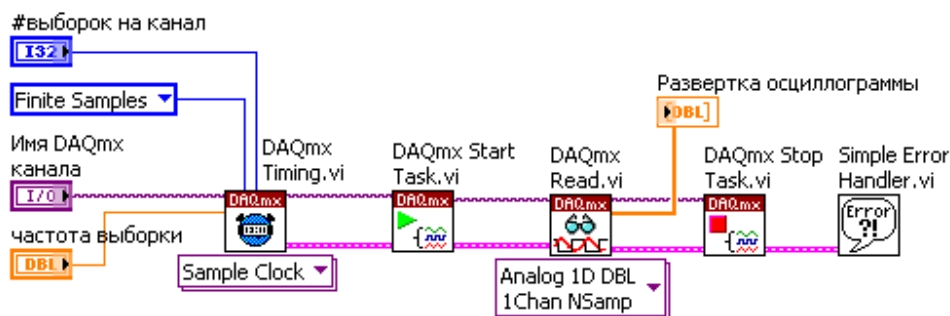 #выборок на канал
I32
Finite Samples
Имя DAQmx
канала
I/O
частота выборки
DBL
DAQmx
Timing.vi
DAQmx
Sample Clock
DAQmx Start
Task.vi
DAQmx
DAQmx
Read.vi
DAQmx
Analog 1D DBL
1Chan NSamp
Развертка осциллограммы
DBL]
DAQmx Stop
Task.vi
DAQmx
Simple Error
Handler.vi
Error
?!